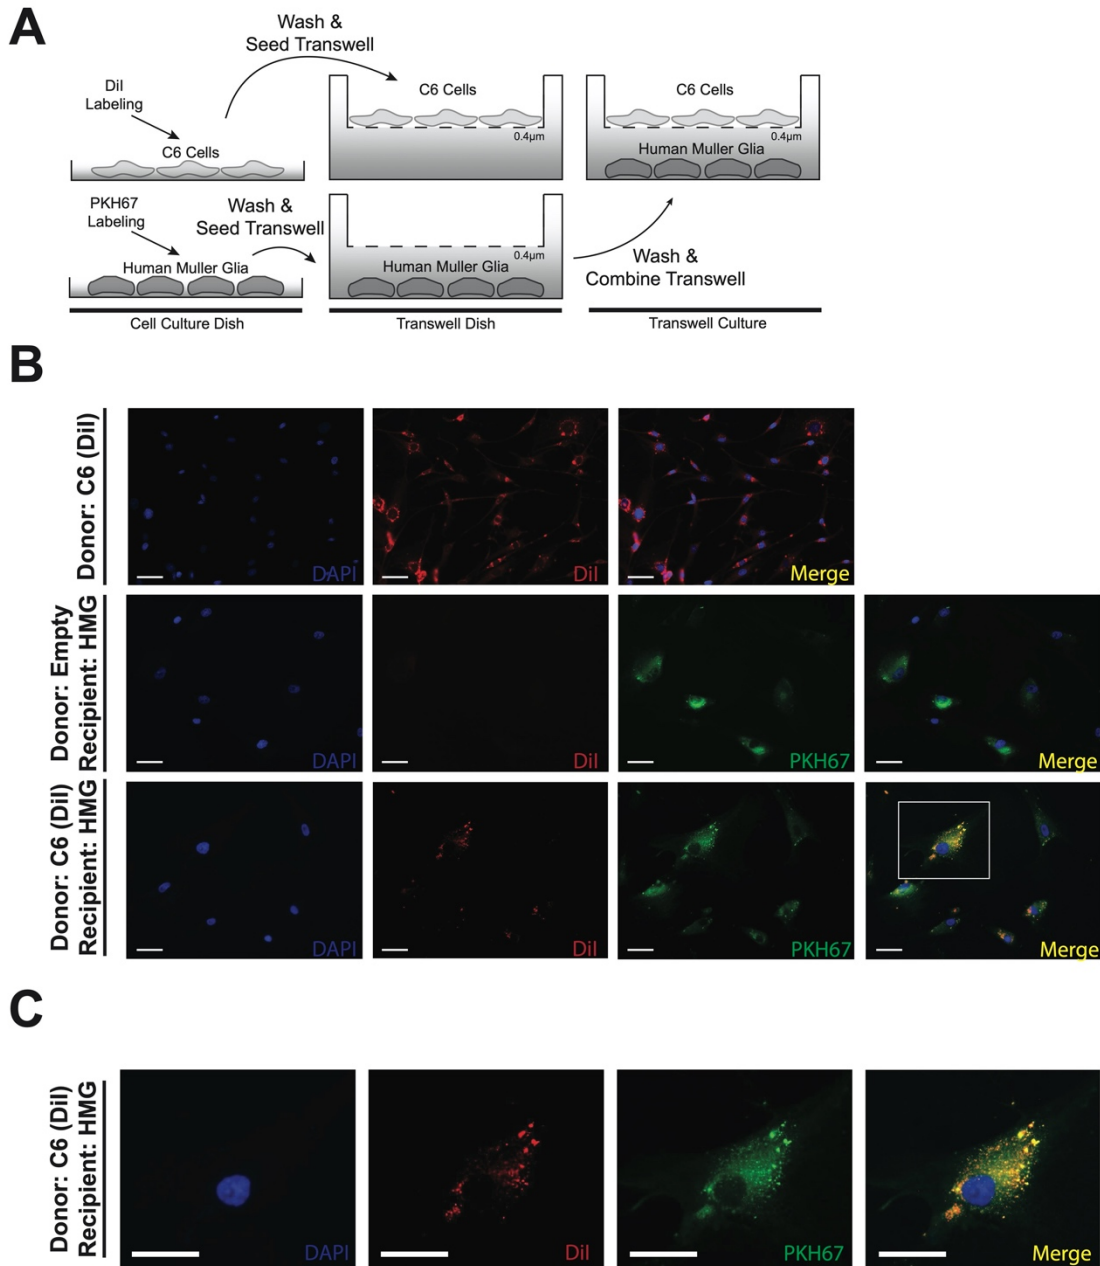 A
Wash &
Seed Transwell
DiI
Labeling
C6 Cells
C6 Cells
0.4µm
C6 Cells
0.4µm
Human Muller Glia
PKH67
Labeling
Wash &
Seed Transwell
Human Muller Glia
0.4µm
Human Muller Glia
Wash &
Combine Transwell
Cell Culture Dish
Transwell Dish
Transwell Culture
B
Donor: C6 (DiI)
DAPI
DiI
Merge
Donor: Empty
Recipient: HMG
DAPI
DiI
PKH67
Merge
Donor: C6 (DiI)
Recipient: HMG
DAPI
DiI
PKH67
Merge
C
Donor: C6 (DiI)
Recipient: HMG
DAPI
DiI
PKH67
Merge